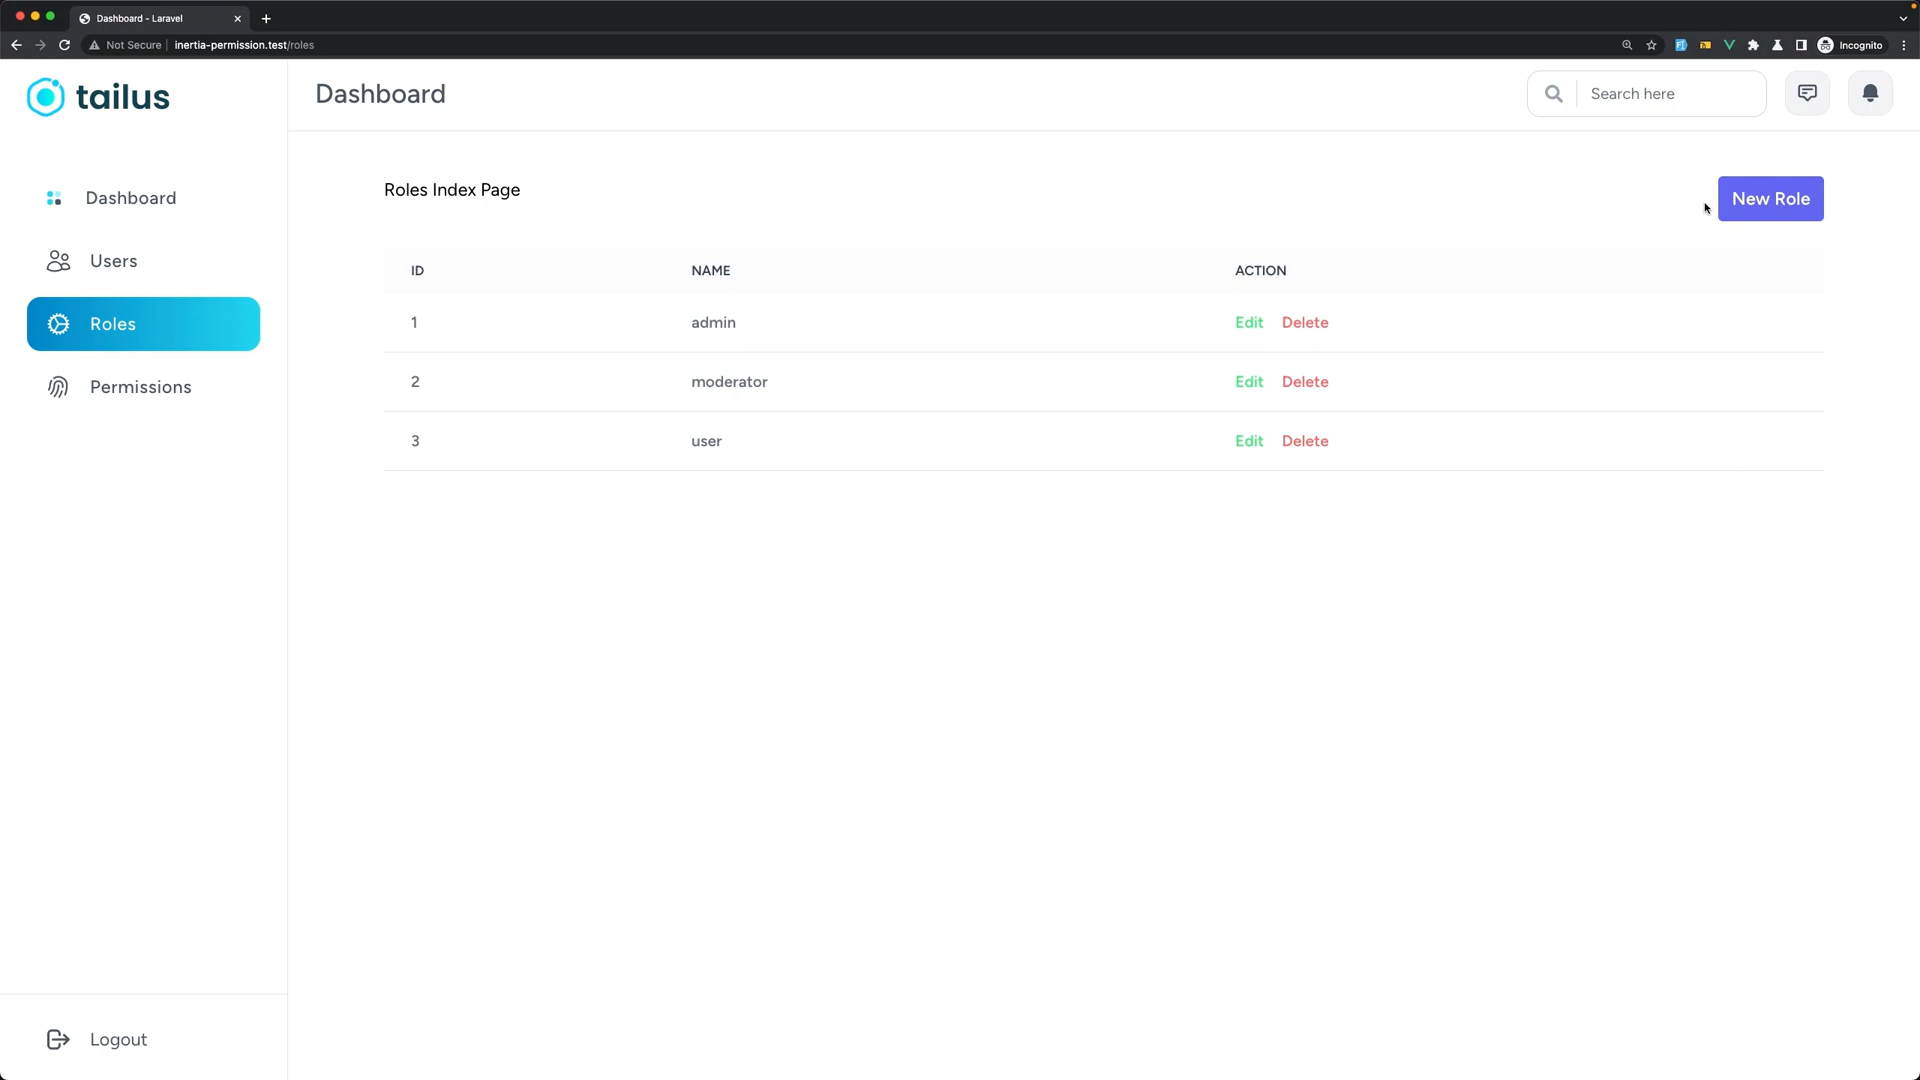 Dashboard - Laravel
Not Secure | inertia-permission.test/roles
Incognito
tailus
Dashboard
Search here
Dashboard
Users
Roles
Permissions
Logout
Roles Index Page
New Role
ID NAME ACTION
1 admin Edit Delete
2 moderator Edit Delete
3 user Edit Delete